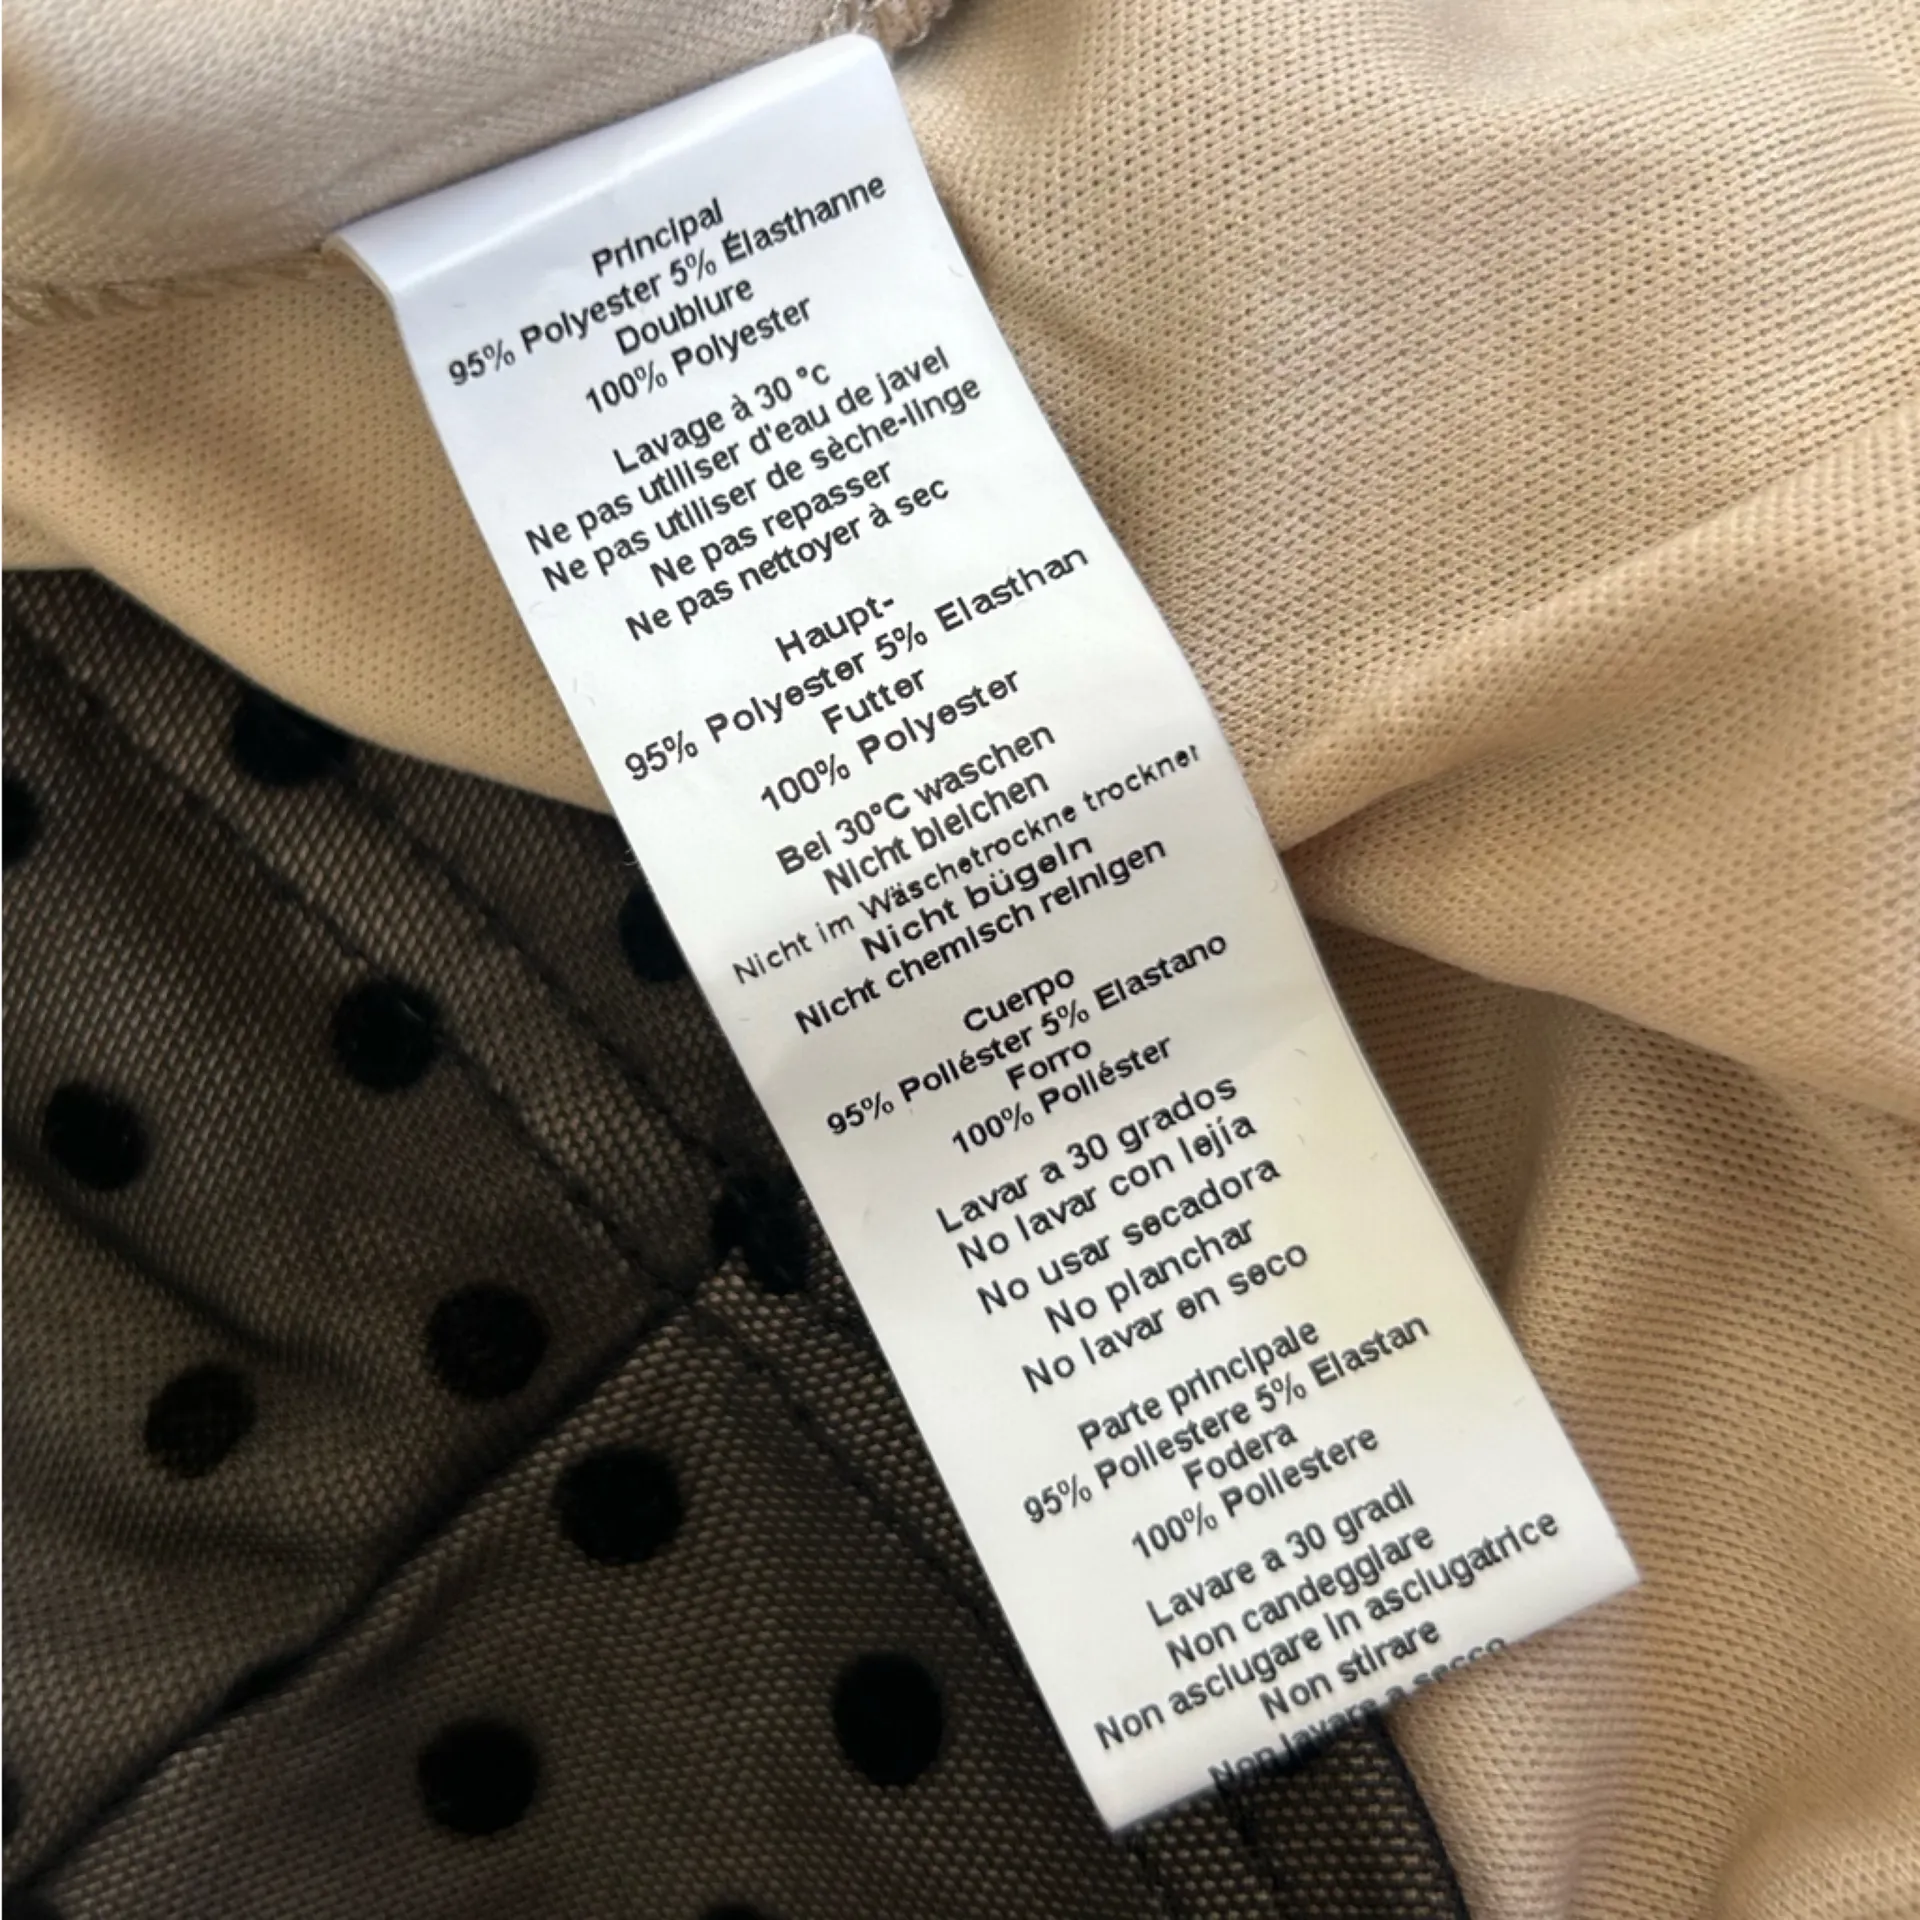 Principal
95% Polyester 5% Élasthanne
Doublure
100% Polyester
Lavage à 30 °c
Ne pas utiliser d'eau de javel
Ne pas utiliser de sèche-linge
Ne pas repasser
Ne pas nettoyer à sec
Haupt-
95% Polyester 5% Elasthan
Futter
100% Polyester
Bei 30°C waschen
Nicht bleichen
Nicht im Wäschetrockne trockner
Nicht bügeln
Nicht chemisch reinigen
Cuerpo
95% Poliéster 5% Elastano
Forro
100% Poliéster
Lavar a 30 grados
No lavar con lejía
No usar secadora
No planchar
No lavar en seco
Parte principale
95% Poliestere 5% Elastan
Fodera
100% Poliestere
Lavare a 30 gradi
Non candeggiare
Non asciugare in asciugatrice
Non stirare
Non lavare a secco